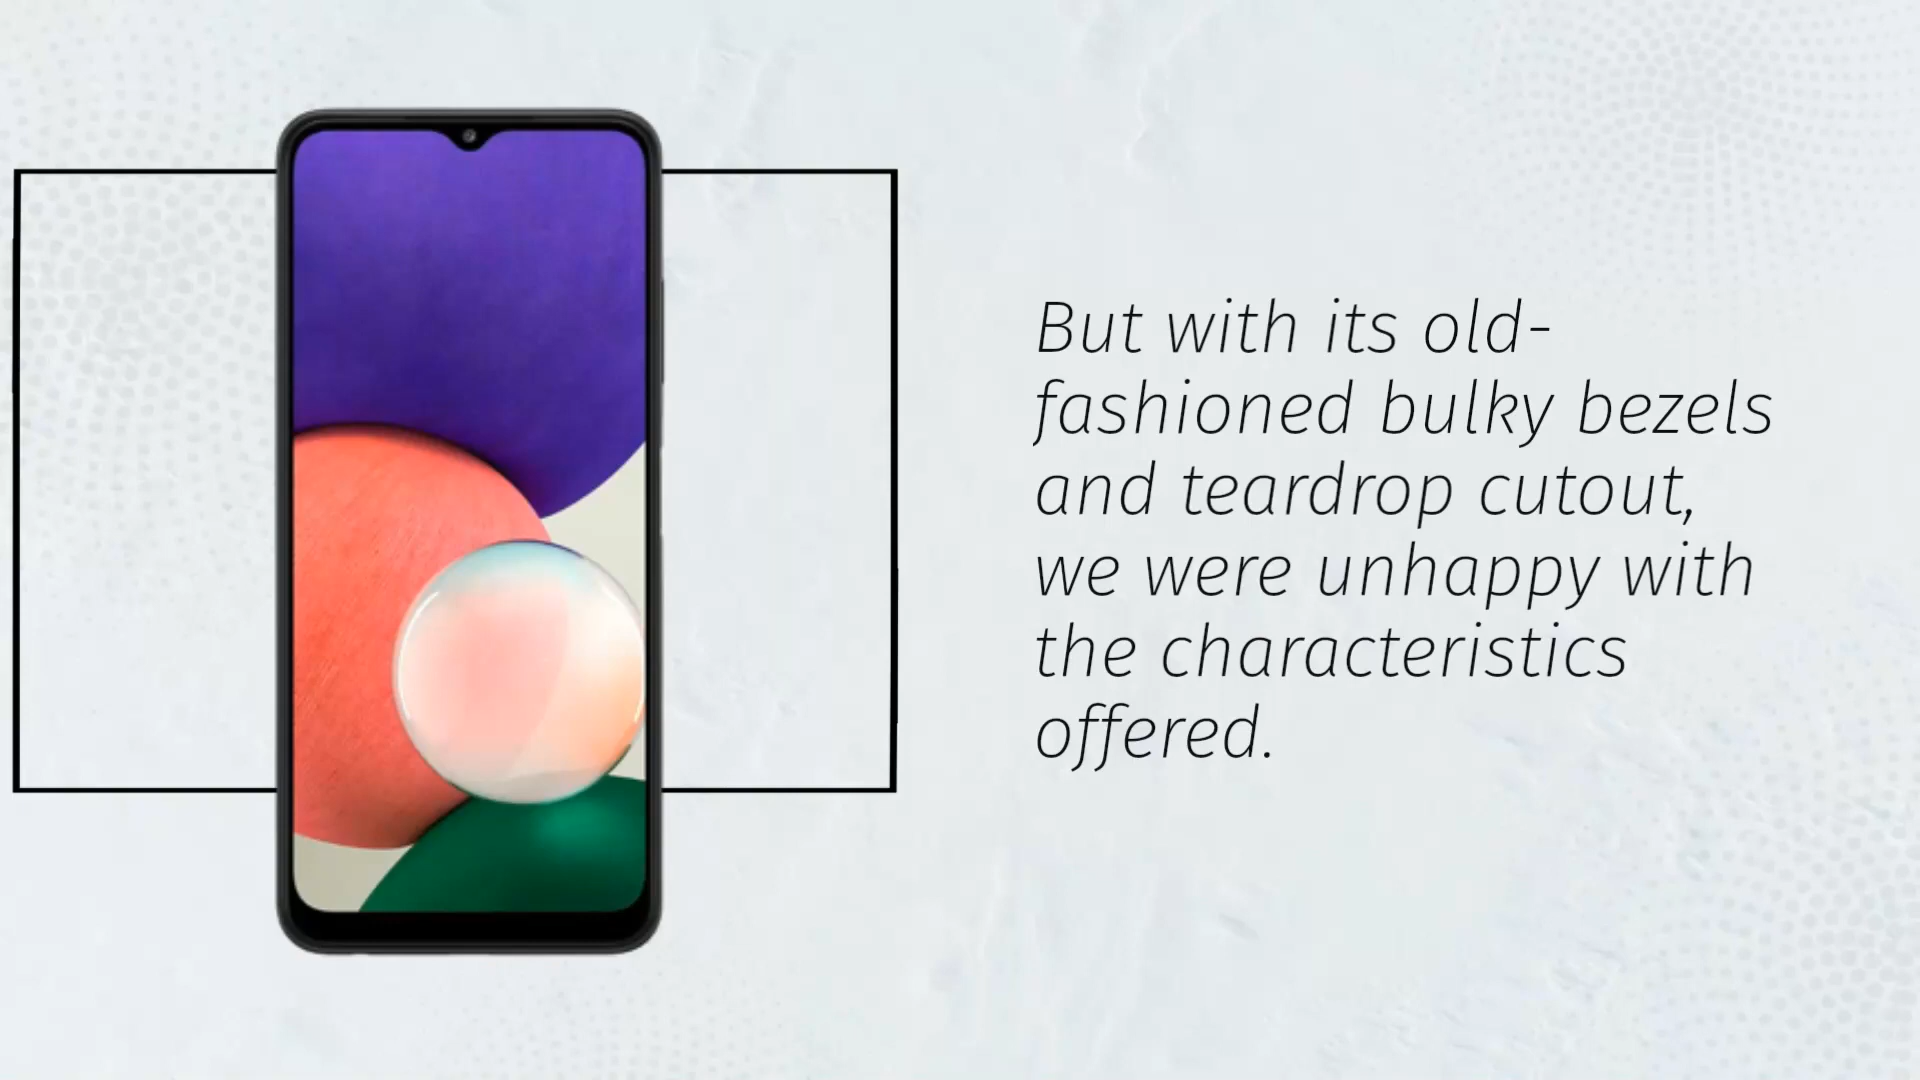 But with its old-
fashioned bulky bezels
and teardrop cutout,
we were unhappy with
the characteristics
offered.